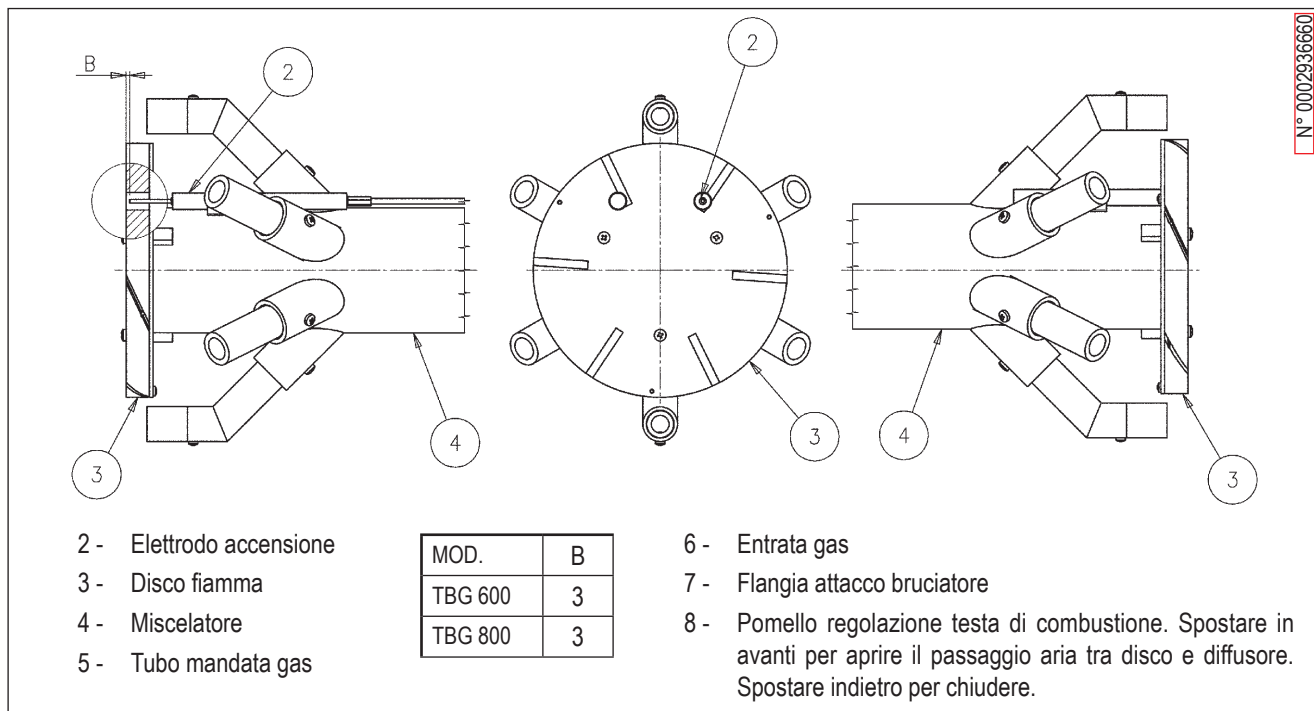 N° 0002936660
B
2
2
3
4
3
4
3
2 - Elettrodo accensione
3 - Disco fiamma
4 - Miscelatore
5 - Tubo mandata gas
MOD. B
TBG 600 3
TBG 800 3
6 - Entrata gas
7 - Flangia attacco bruciatore
8 - Pomello regolazione testa di combustione. Spostare in
avanti per aprire il passaggio aria tra disco e diffusore.
Spostare indietro per chiudere.